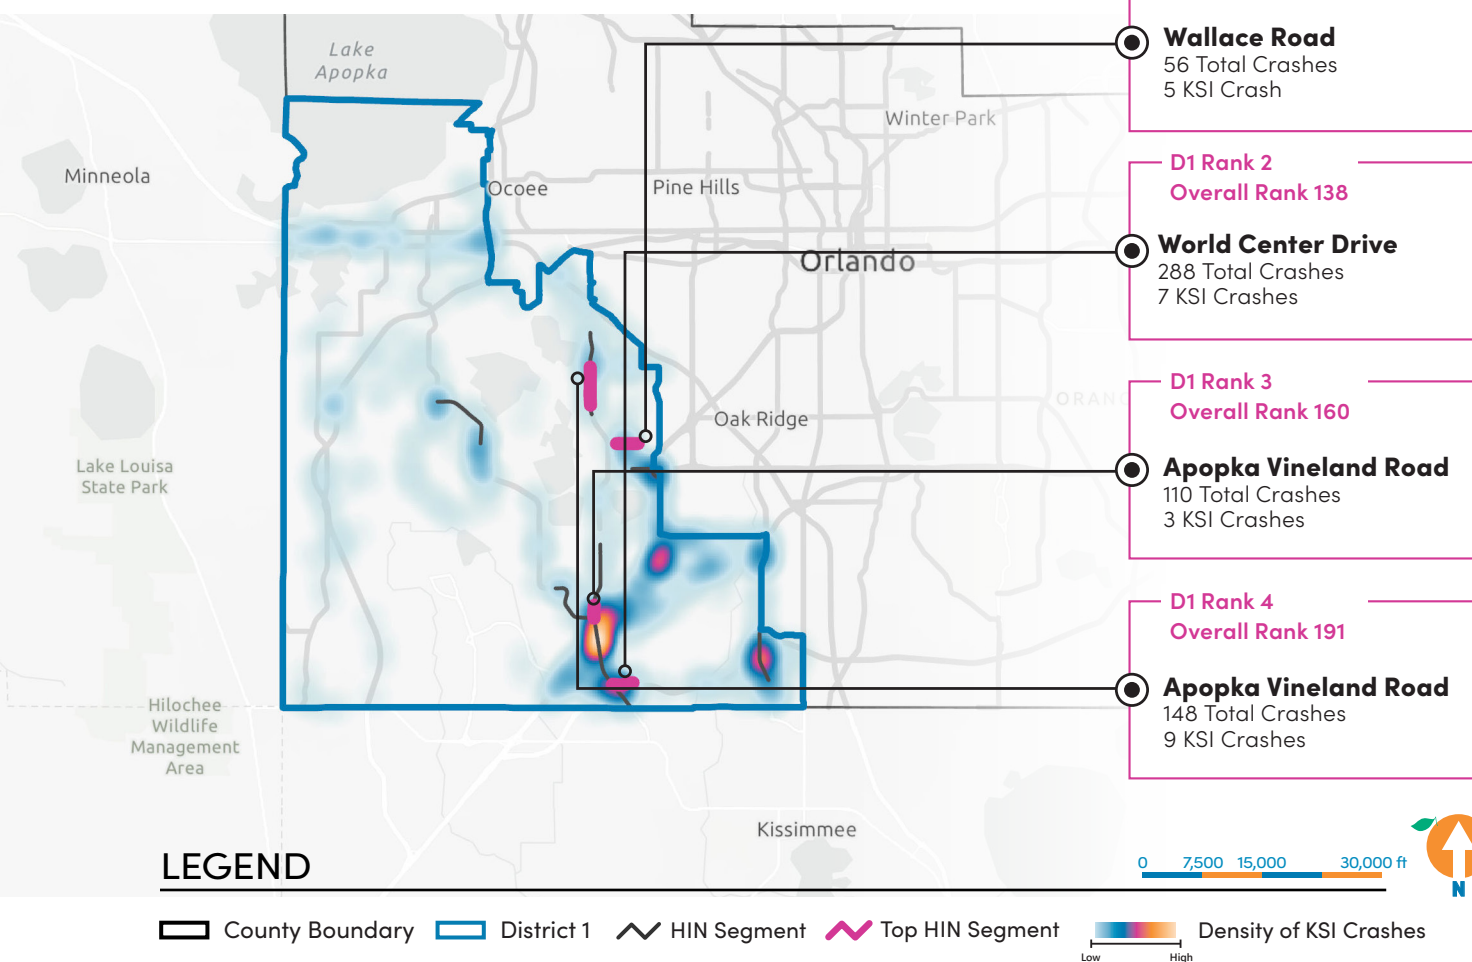 Lake
Apopka
Minneola
Ocoee
Pine Hills
Winter Park
Orlando
ORAN
Oak Ridge
Lake Louisa
State Park
Hilochee
Wildlife
Management
Area
Kissimmee
Wallace Road
56 Total Crashes
5 KSI Crash
D1 Rank 2
Overall Rank 138
World Center Drive
288 Total Crashes
7 KSI Crashes
D1 Rank 3
Overall Rank 160
Apopka Vineland Road
110 Total Crashes
3 KSI Crashes
D1 Rank 4
Overall Rank 191
Apopka Vineland Road
148 Total Crashes
9 KSI Crashes
0 7,500 15,000 30,000 ft
N
LEGEND
County Boundary
District 1
HIN Segment
Top HIN Segment
Density of KSI Crashes
Low High